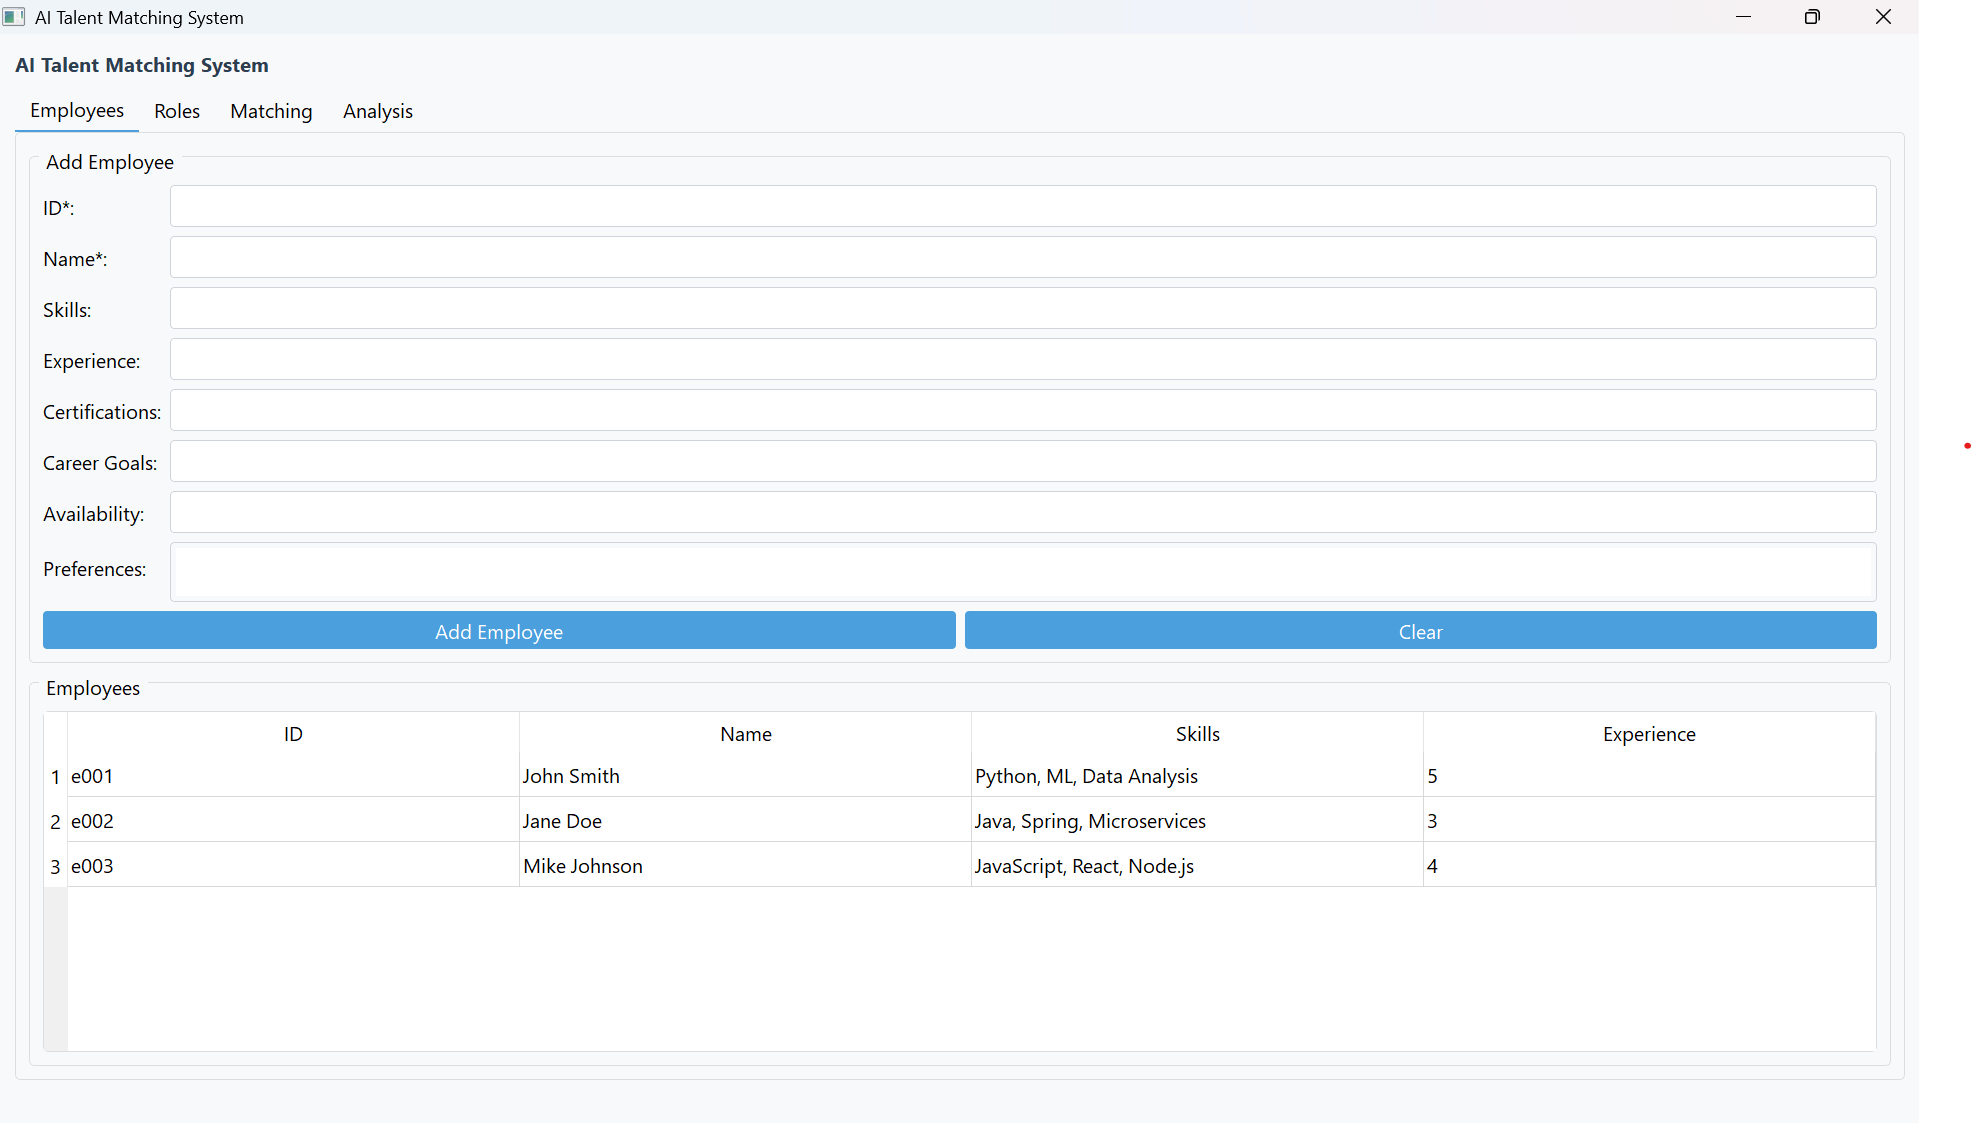 AI Talent Matching System
AI Talent Matching System
Employees Roles Matching Analysis
Add Employee
ID*:
Name*:
Skills:
Experience:
Certifications:
Career Goals:
Availability:
Preferences:
Add Employee Clear
Employees
ID Name Skills Experience
1 e001 John Smith Python, ML, Data Analysis 5
2 e002 Jane Doe Java, Spring, Microservices 3
3 e003 Mike Johnson JavaScript, React, Node.js 4